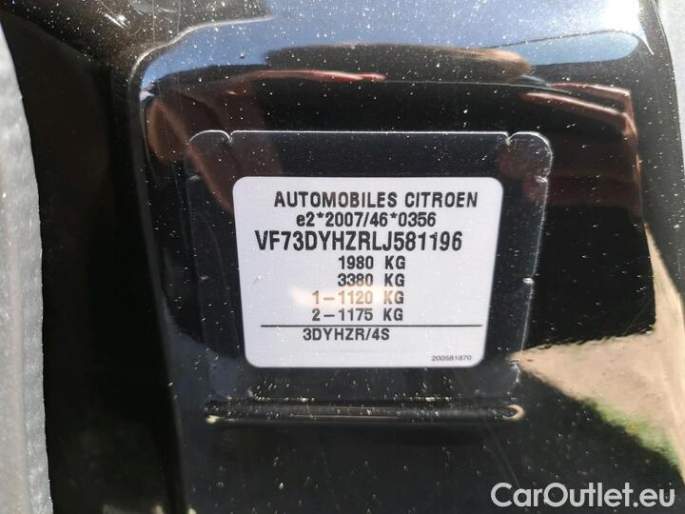 AUTOMOBILES CITROEN
e2*2007/46*0356
VF73DYHZRLJ581196
1980 KG
3380 KG
1-1120 KG
2-1175 KG
3DYHZR/4S
200581870
CarOutlet.eu